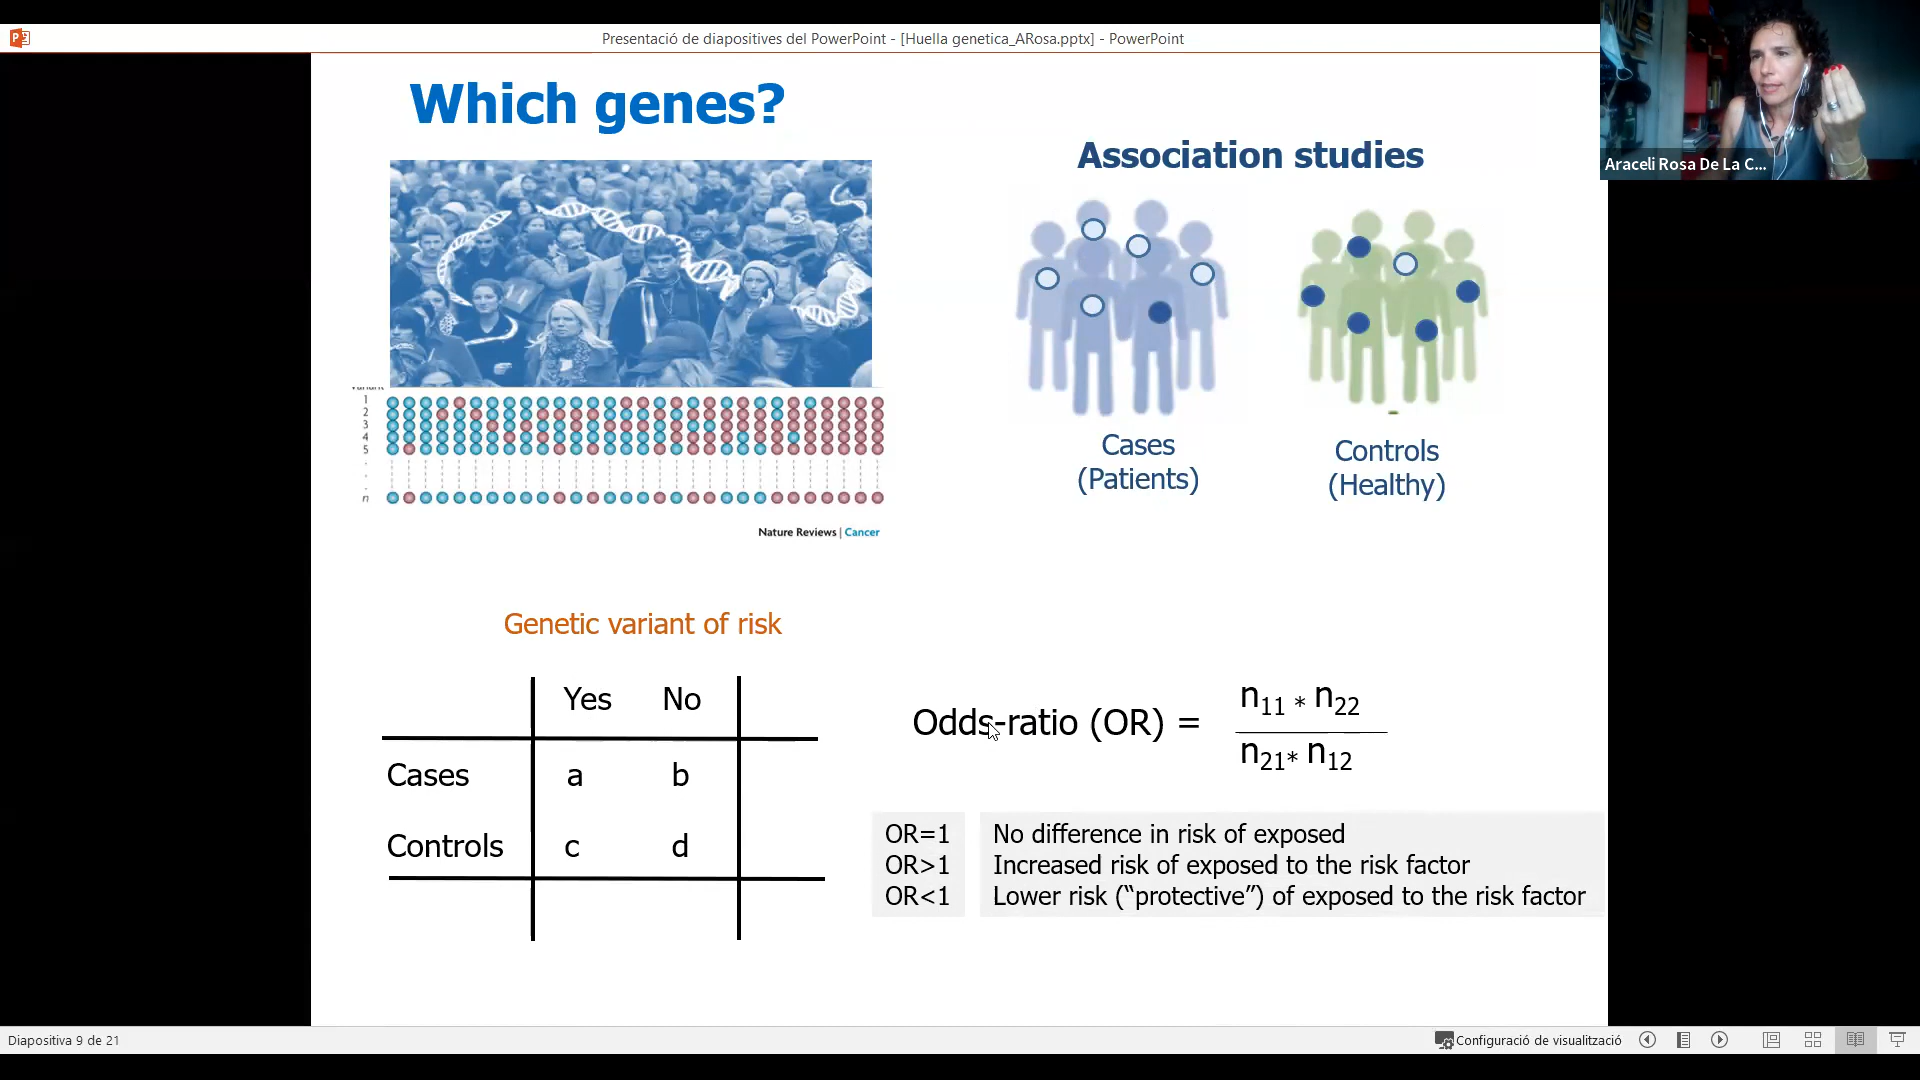 Presentació de diapositives del PowerPoint - [Huella genetica_ARosa.pptx] - PowerPoint
Araceli Rosa De La C...
Which genes?
Association studies
1
2
3
4
5
.
.
.
n
Nature Reviews | Cancer
Cases
(Patients)
Controls
(Healthy)
Genetic variant of risk
Yes No
Cases a b
Controls c d
Odds-ratio (OR) =
n11 * n22
n21* n12
OR=1 No difference in risk of exposed
OR>1 Increased risk of exposed to the risk factor
OR<1 Lower risk (“protective”) of exposed to the risk factor
Diapositiva 9 de 21
Configuració de visualització